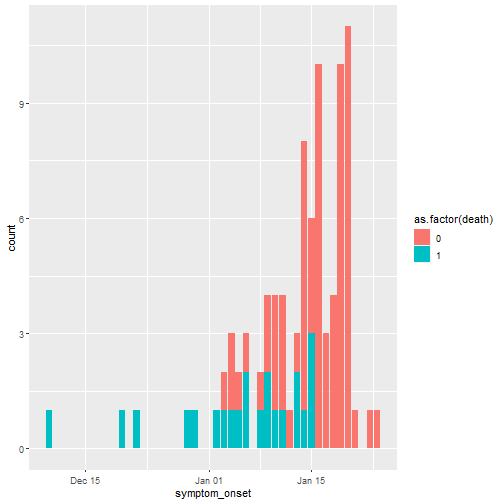 9
6
3
0
count
Dec 15
Jan 01
Jan 15
symptom_onset
as.factor(death)
0
1